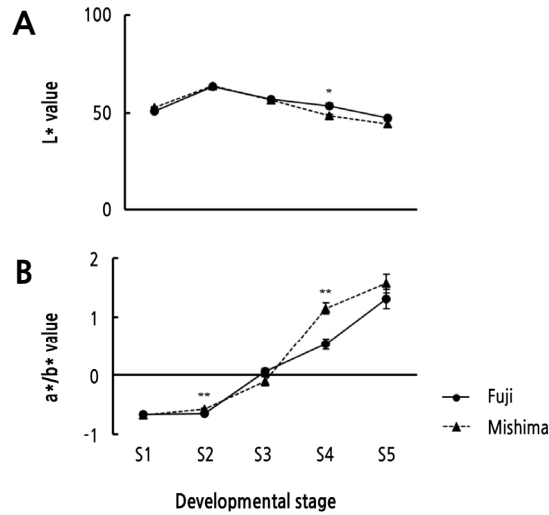 A
100
50
0
L* value
*
B
2
1
0
-1
a*/b* value
**
**
S1 S2 S3 S4 S5
Developmental stage
Fuji
Mishima